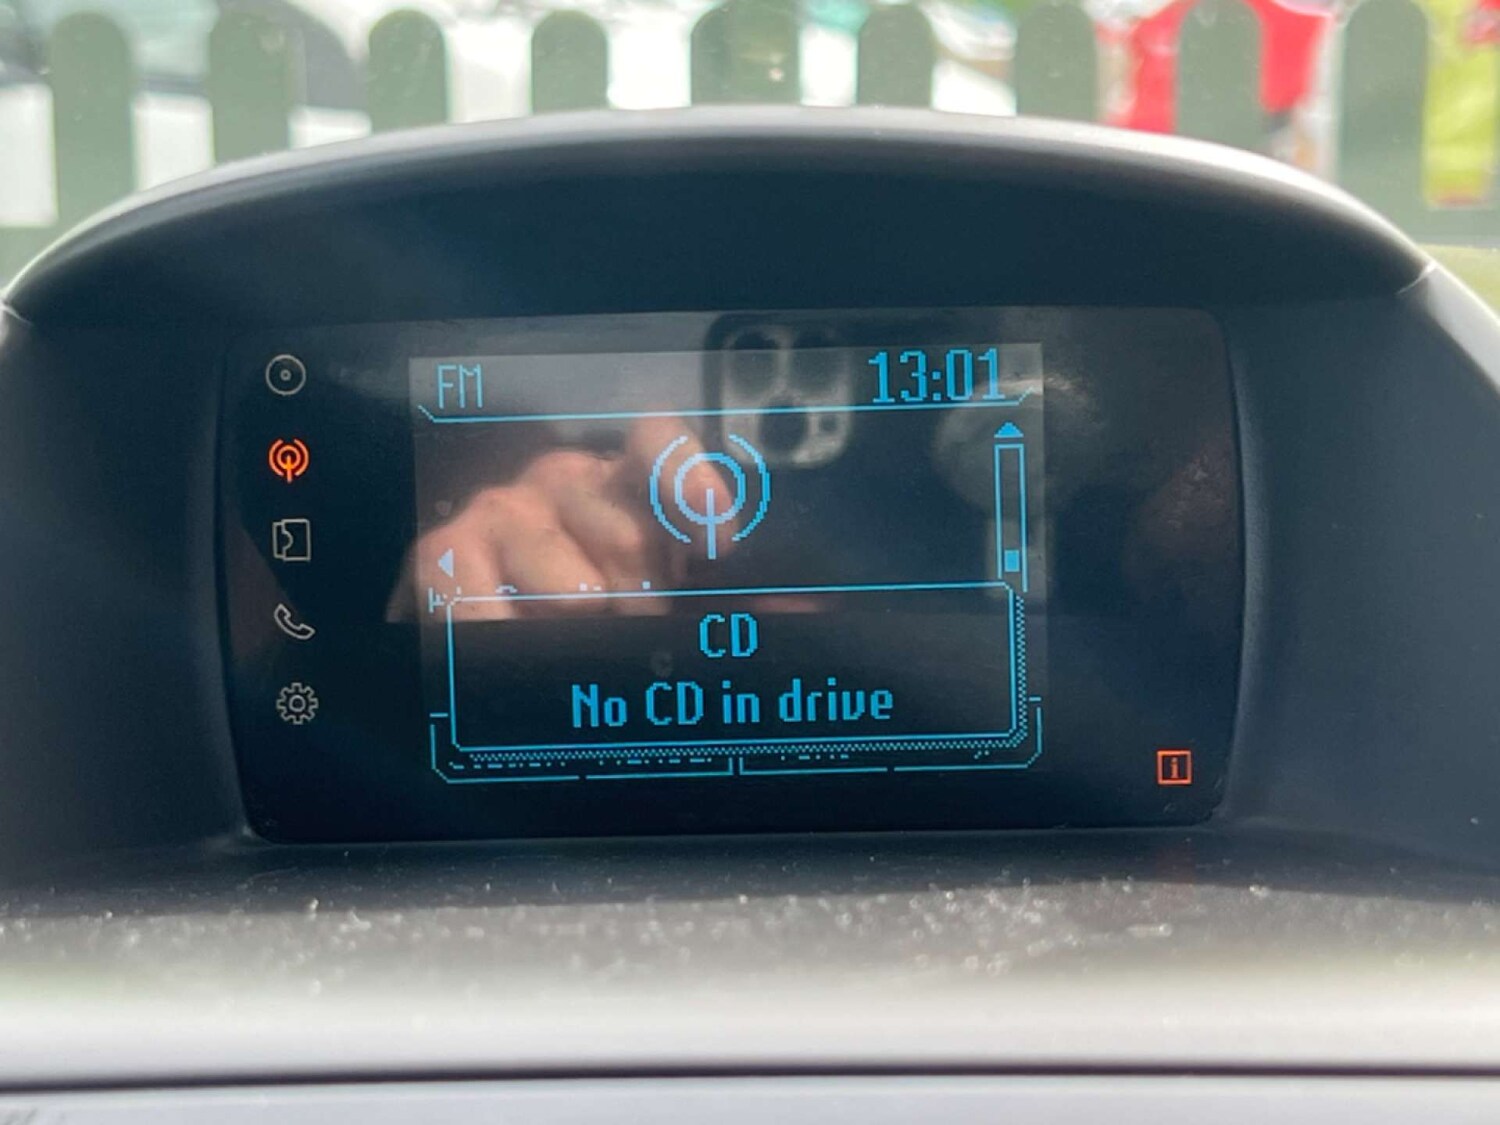 FM
13:01
CD
No CD in drive
i